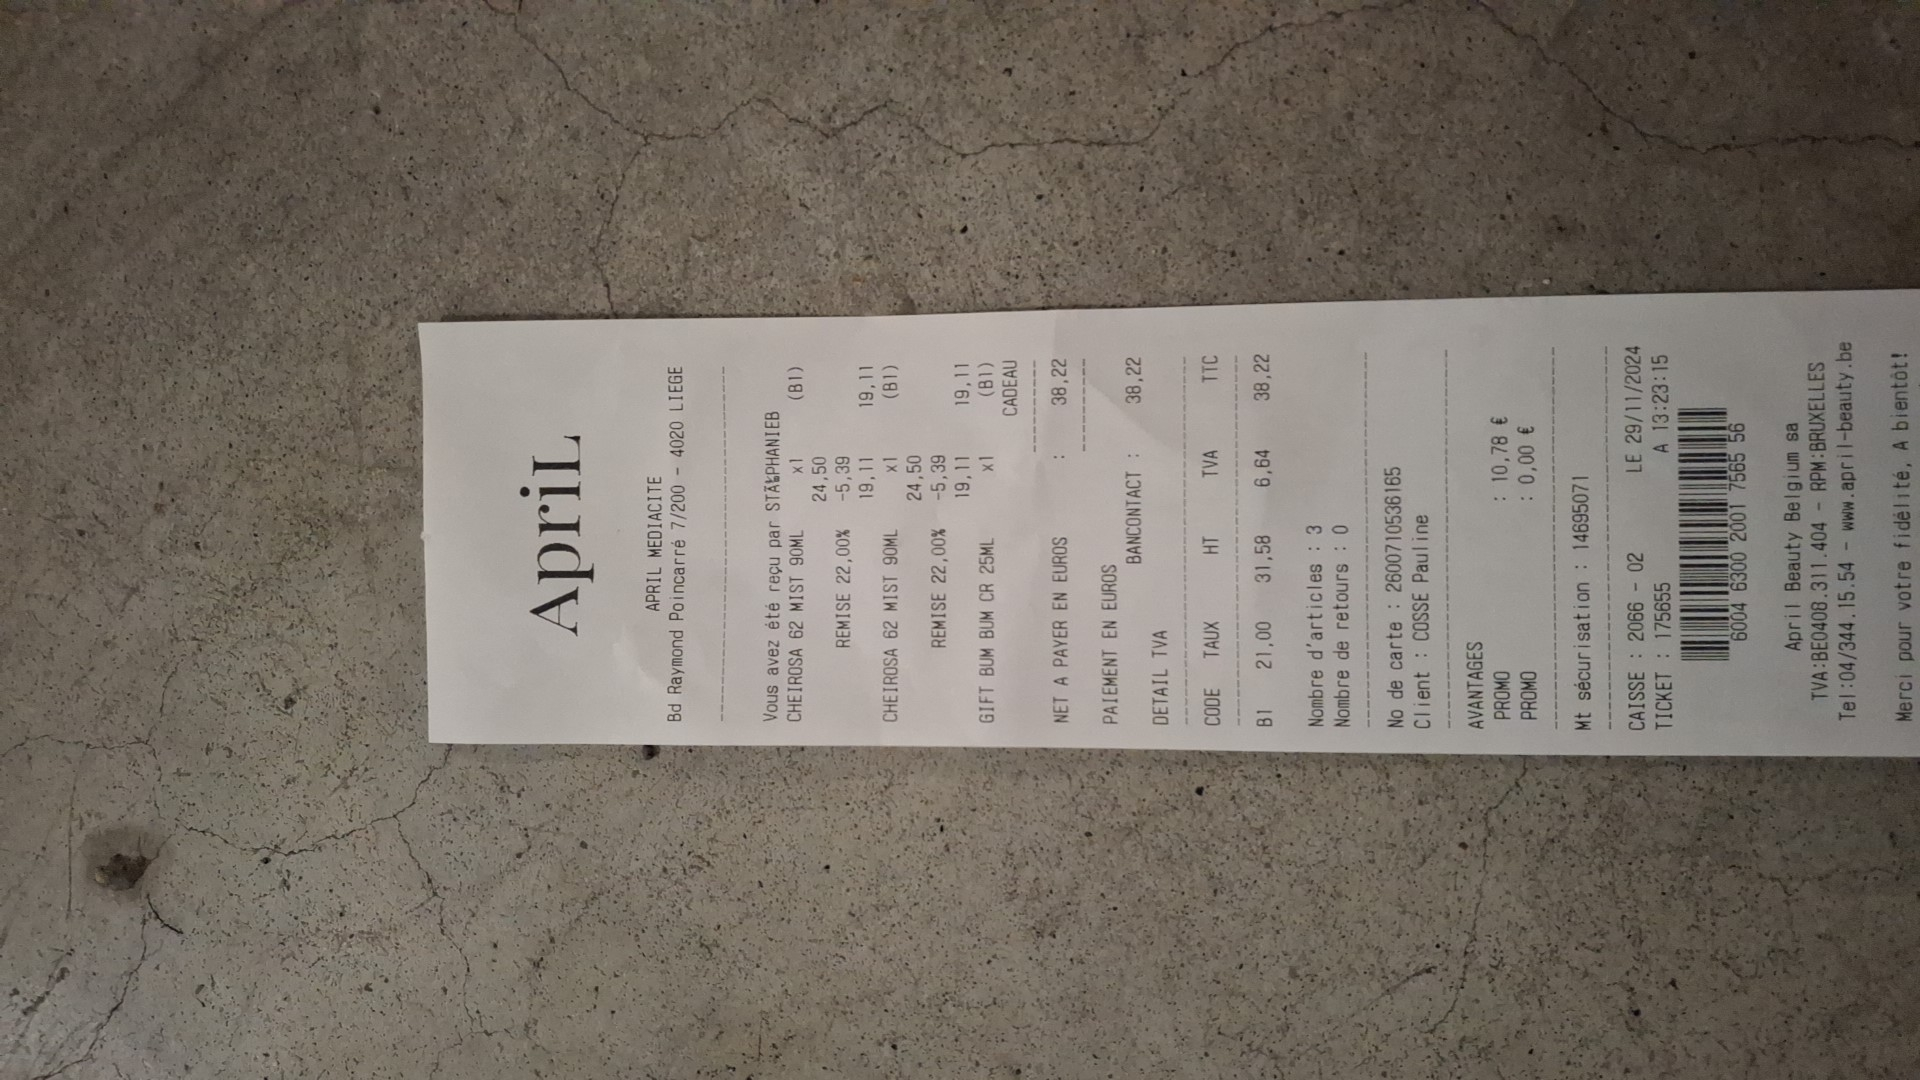 April
APRIL MEDIACITE
Bd Raymond Poincarré 7/200 - 4020 LIEGE
Vous avez été reçu par STÃ‰PHANIEB
CHEIROSA 62 MIST 90ML x1 (B1)
24,50
REMISE 22,00% -5,39
19,11 19,11
CHEIROSA 62 MIST 90ML x1 (B1)
24,50
REMISE 22,00% -5,39
19,11 19,11
GIFT BUM BUM CR 25ML x1 (B1)
CADEAU
NET A PAYER EN EUROS : 38,22
PAIEMENT EN EUROS
BANCONTACT : 38,22
DETAIL TVA
CODE TAUX HT TVA TTC
B1 21,00 31,58 6,64 38,22
Nombre d'articles : 3
Nombre de retours : 0
No de carte : 2600710536165
Client : COSSE Pauline
AVANTAGES
PROMO : 10,78 €
PROMO : 0,00 €
Mt sécurisation : 14695071
CAISSE : 2066 - 02 LE 29/11/2024
TICKET : 175655 A 13:23:15
6004 6300 2001 7565 56
April Beauty Belgium sa
TVA:BE0408.311.404 - RPM:BRUXELLES
Tel:04/344.15.54 - www.april-beauty.be
Merci pour votre fidélité, A bientôt!